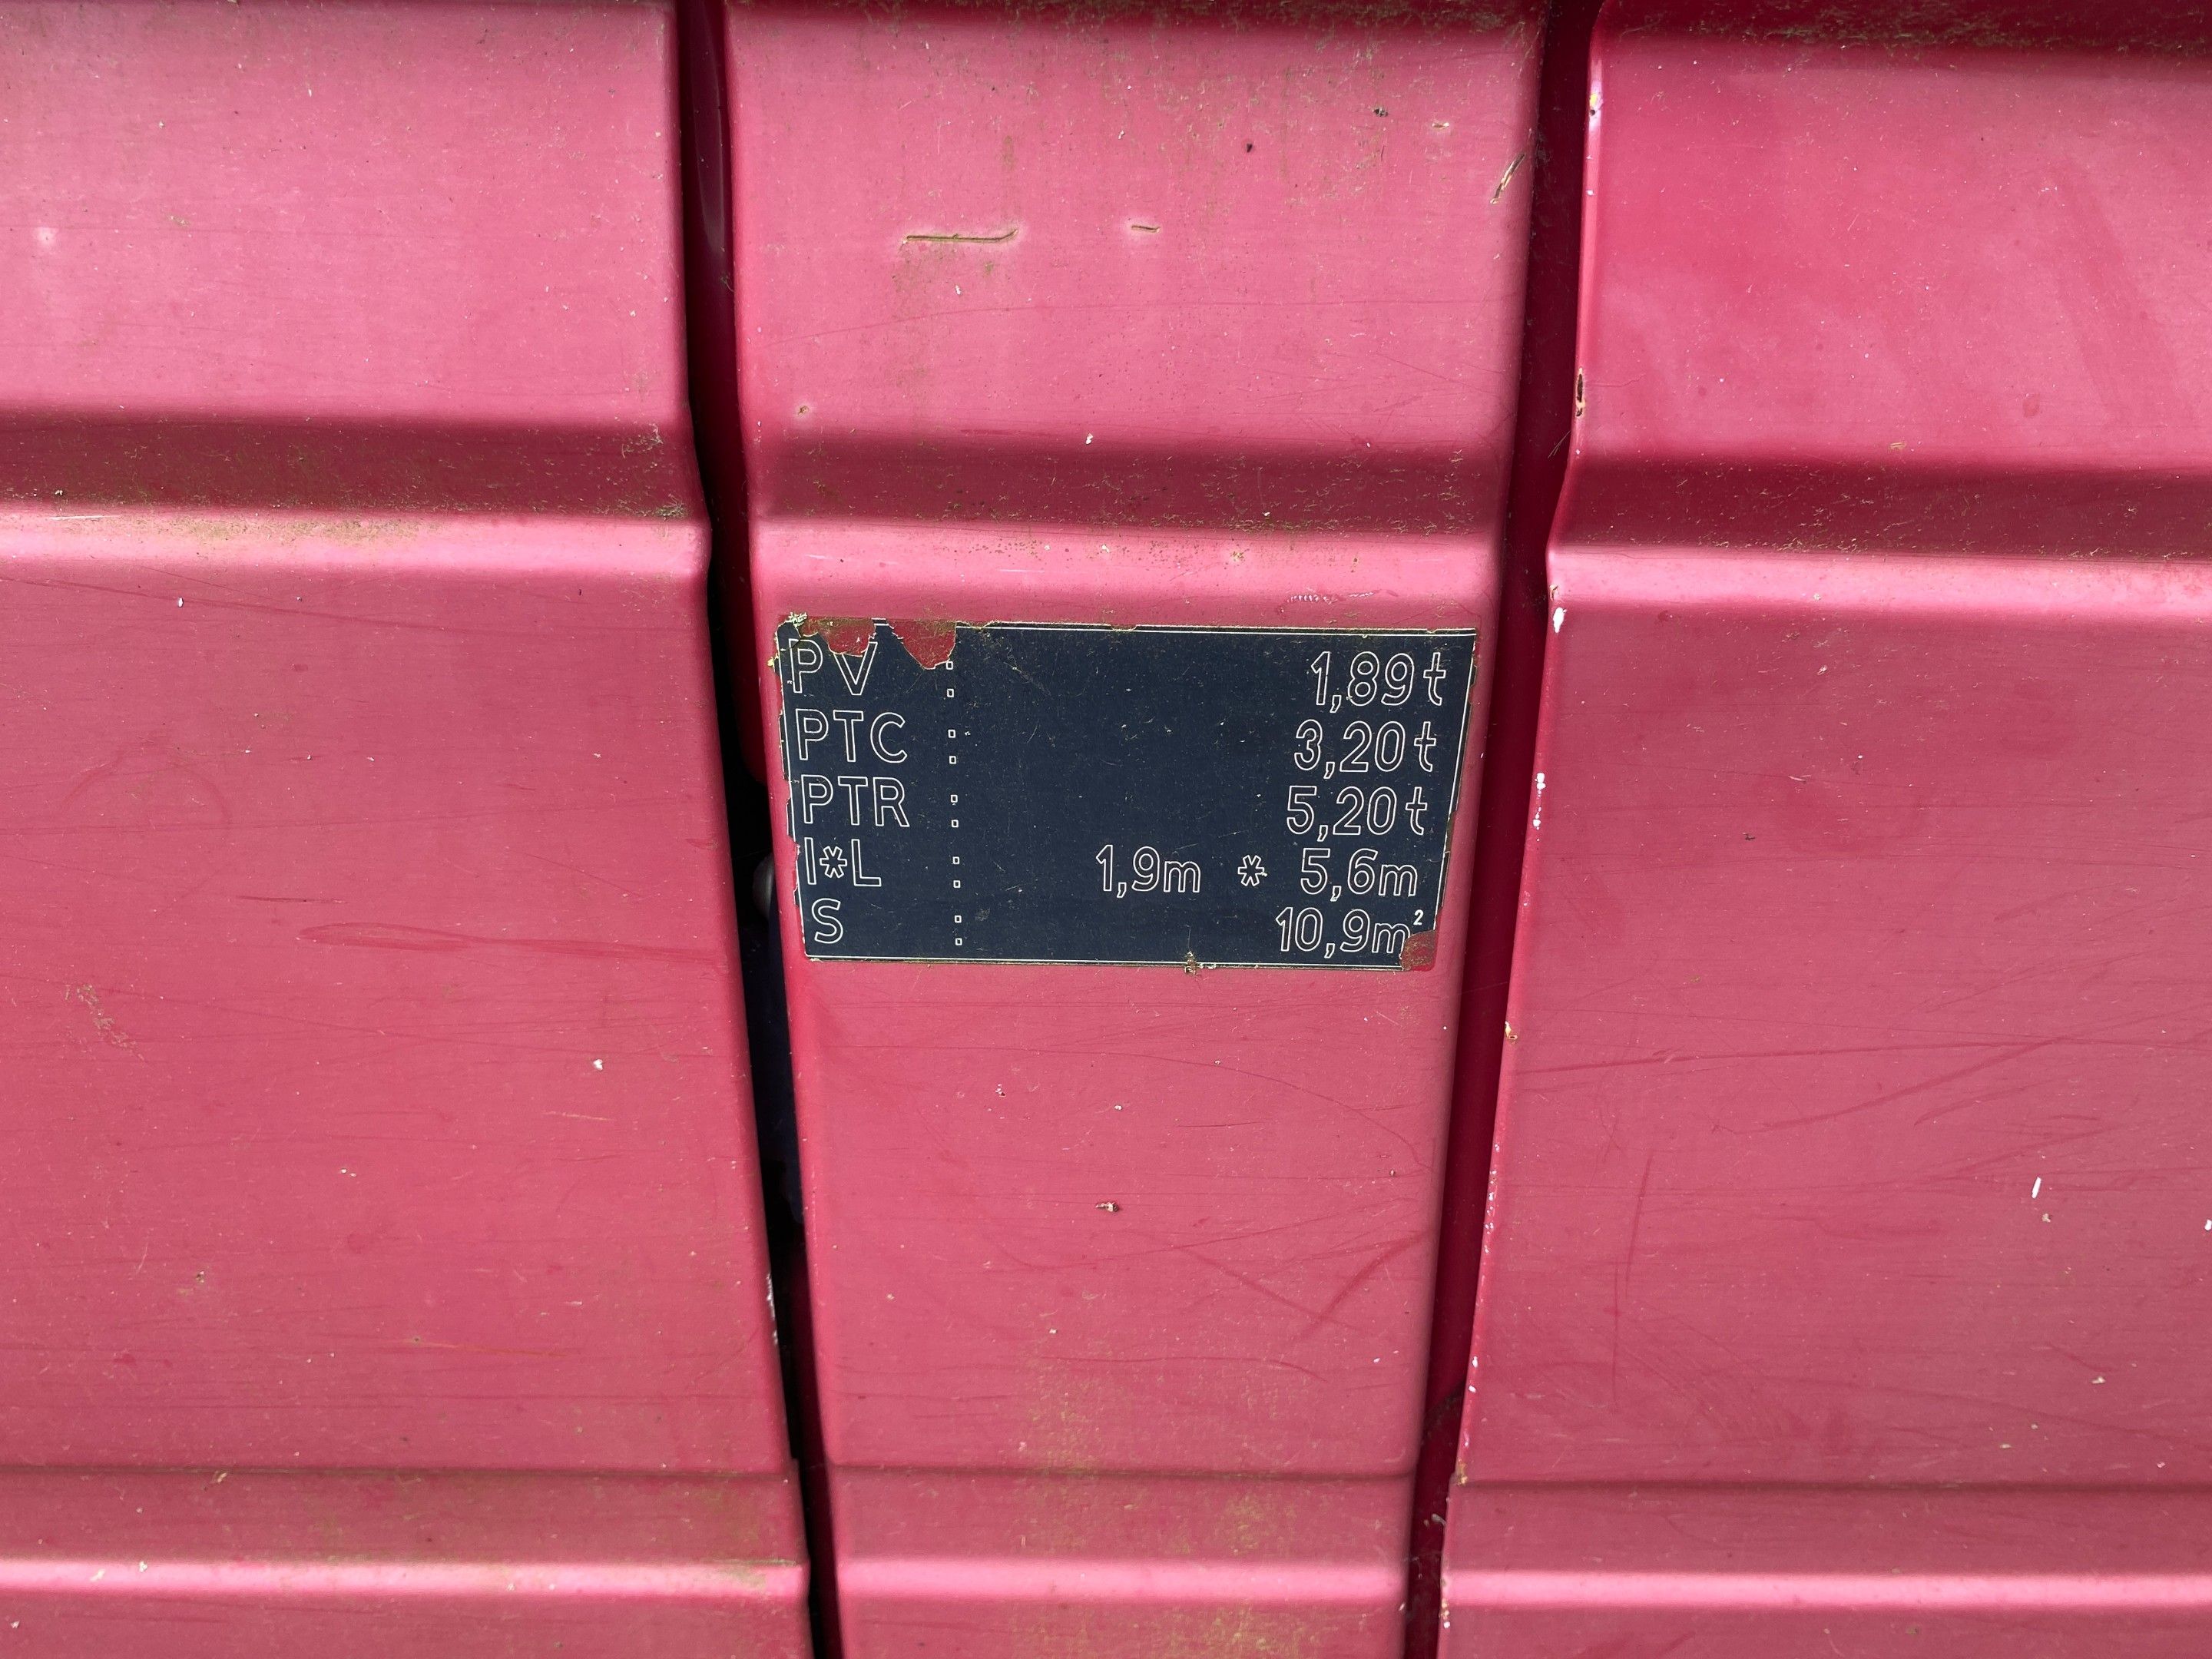 PV : 1,89t
PTC : 3,20t
PTR : 5,20t
l*L : 1,9m * 5,6m
S : 10,9m²